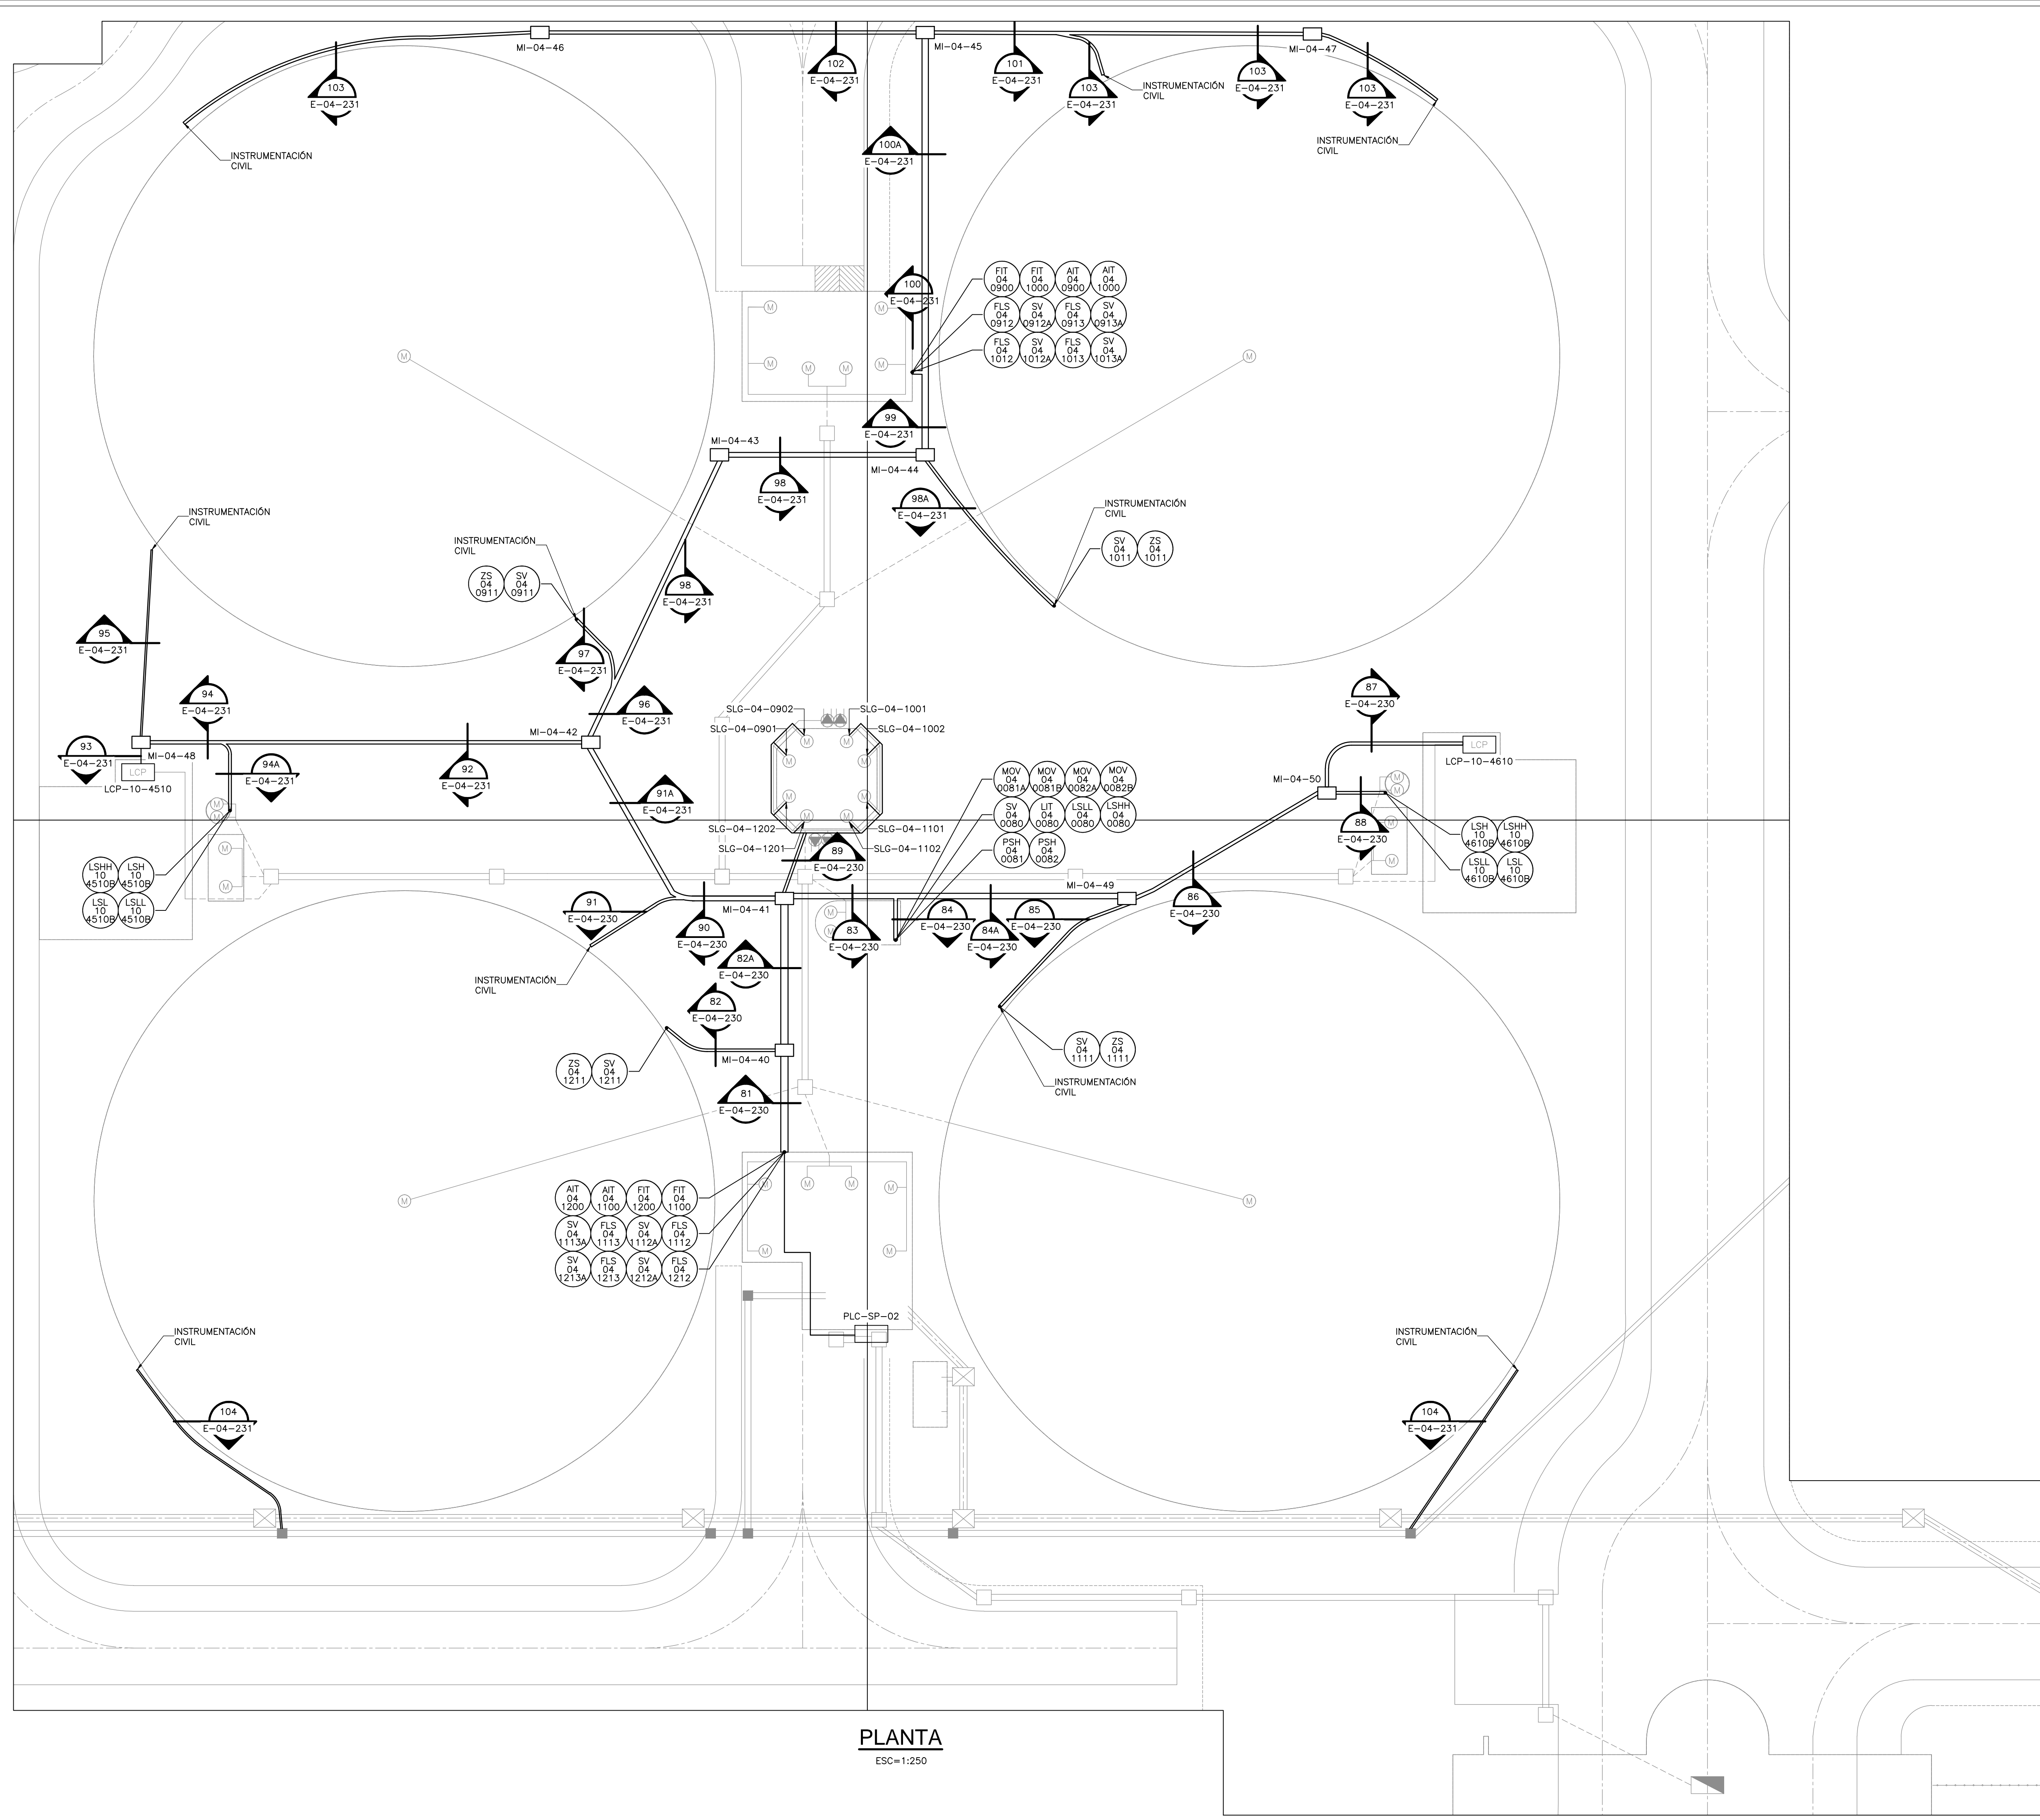 MI-04-46
MI-04-45
MI-04-47
103
E-04-231
102
E-04-231
101
E-04-231
103
E-04-231
103
E-04-231
103
E-04-231
INSTRUMENTACIÓN
CIVIL
INSTRUMENTACIÓN
CIVIL
INSTRUMENTACIÓN
CIVIL
100A
E-04-231
100
E-04-231
FIT
04
0900
FIT
04
1000
AIT
04
0900
AIT
04
1000
FLS
04
0912
SV
04
0912A
FLS
04
0913
SV
04
0913A
FLS
04
1012
SV
04
1012A
FLS
04
1013
SV
04
1013A
M
M
M
M
M
M
M
M
99
E-04-231
MI-04-43
MI-04-44
98
E-04-231
98A
E-04-231
INSTRUMENTACIÓN
CIVIL
SV
04
1011
ZS
04
1011
INSTRUMENTACIÓN
CIVIL
INSTRUMENTACIÓN
CIVIL
ZS
04
0911
SV
04
0911
98
E-04-231
97
E-04-231
95
E-04-231
94
E-04-231
96
E-04-231
MI-04-42
MI-04-48
93
E-04-231
LCP
LCP-10-4510
94A
E-04-231
92
E-04-231
91A
E-04-231
SLG-04-0902
SLG-04-1001
SLG-04-0901
SLG-04-1002
M
M
M
M
M
M
M
M
SLG-04-1202
SLG-04-1101
SLG-04-1201
SLG-04-1102
89
E-04-230
MOV
04
0081A
MOV
04
0081B
MOV
04
0082A
MOV
04
0082B
SV
04
0080
LIT
04
0080
LSLL
04
0080
LSHH
04
0080
PSH
04
0081
PSH
04
0082
87
E-04-230
LCP
LCP-10-4610
MI-04-50
88
E-04-230
M
M
M
M
LSH
10
4610B
LSHH
10
4610B
LSLL
10
4610B
LSL
10
4610B
M
M
M
M
LSHH
10
4510B
LSH
10
4510B
LSL
10
4510B
LSLL
10
4510B
91
E-04-230
90
E-04-230
MI-04-41
MI-04-49
M
M
83
E-04-230
84
E-04-230
84A
E-04-230
85
E-04-230
86
E-04-230
82A
E-04-230
INSTRUMENTACIÓN
CIVIL
82
E-04-230
MI-04-40
ZS
04
1211
SV
04
1211
81
E-04-230
SV
04
1111
ZS
04
1111
INSTRUMENTACIÓN
CIVIL
AIT
04
1200
AIT
04
1100
FIT
04
1200
FIT
04
1100
SV
04
1113A
FLS
04
1113
SV
04
1112A
FLS
04
1112
SV
04
1213A
FLS
04
1213
SV
04
1212A
FLS
04
1212
M
M
M
M
M
M
M
M
PLC-SP-02
INSTRUMENTACIÓN
CIVIL
INSTRUMENTACIÓN
CIVIL
104
E-04-231
104
E-04-231
PLANTA
ESC=1:250